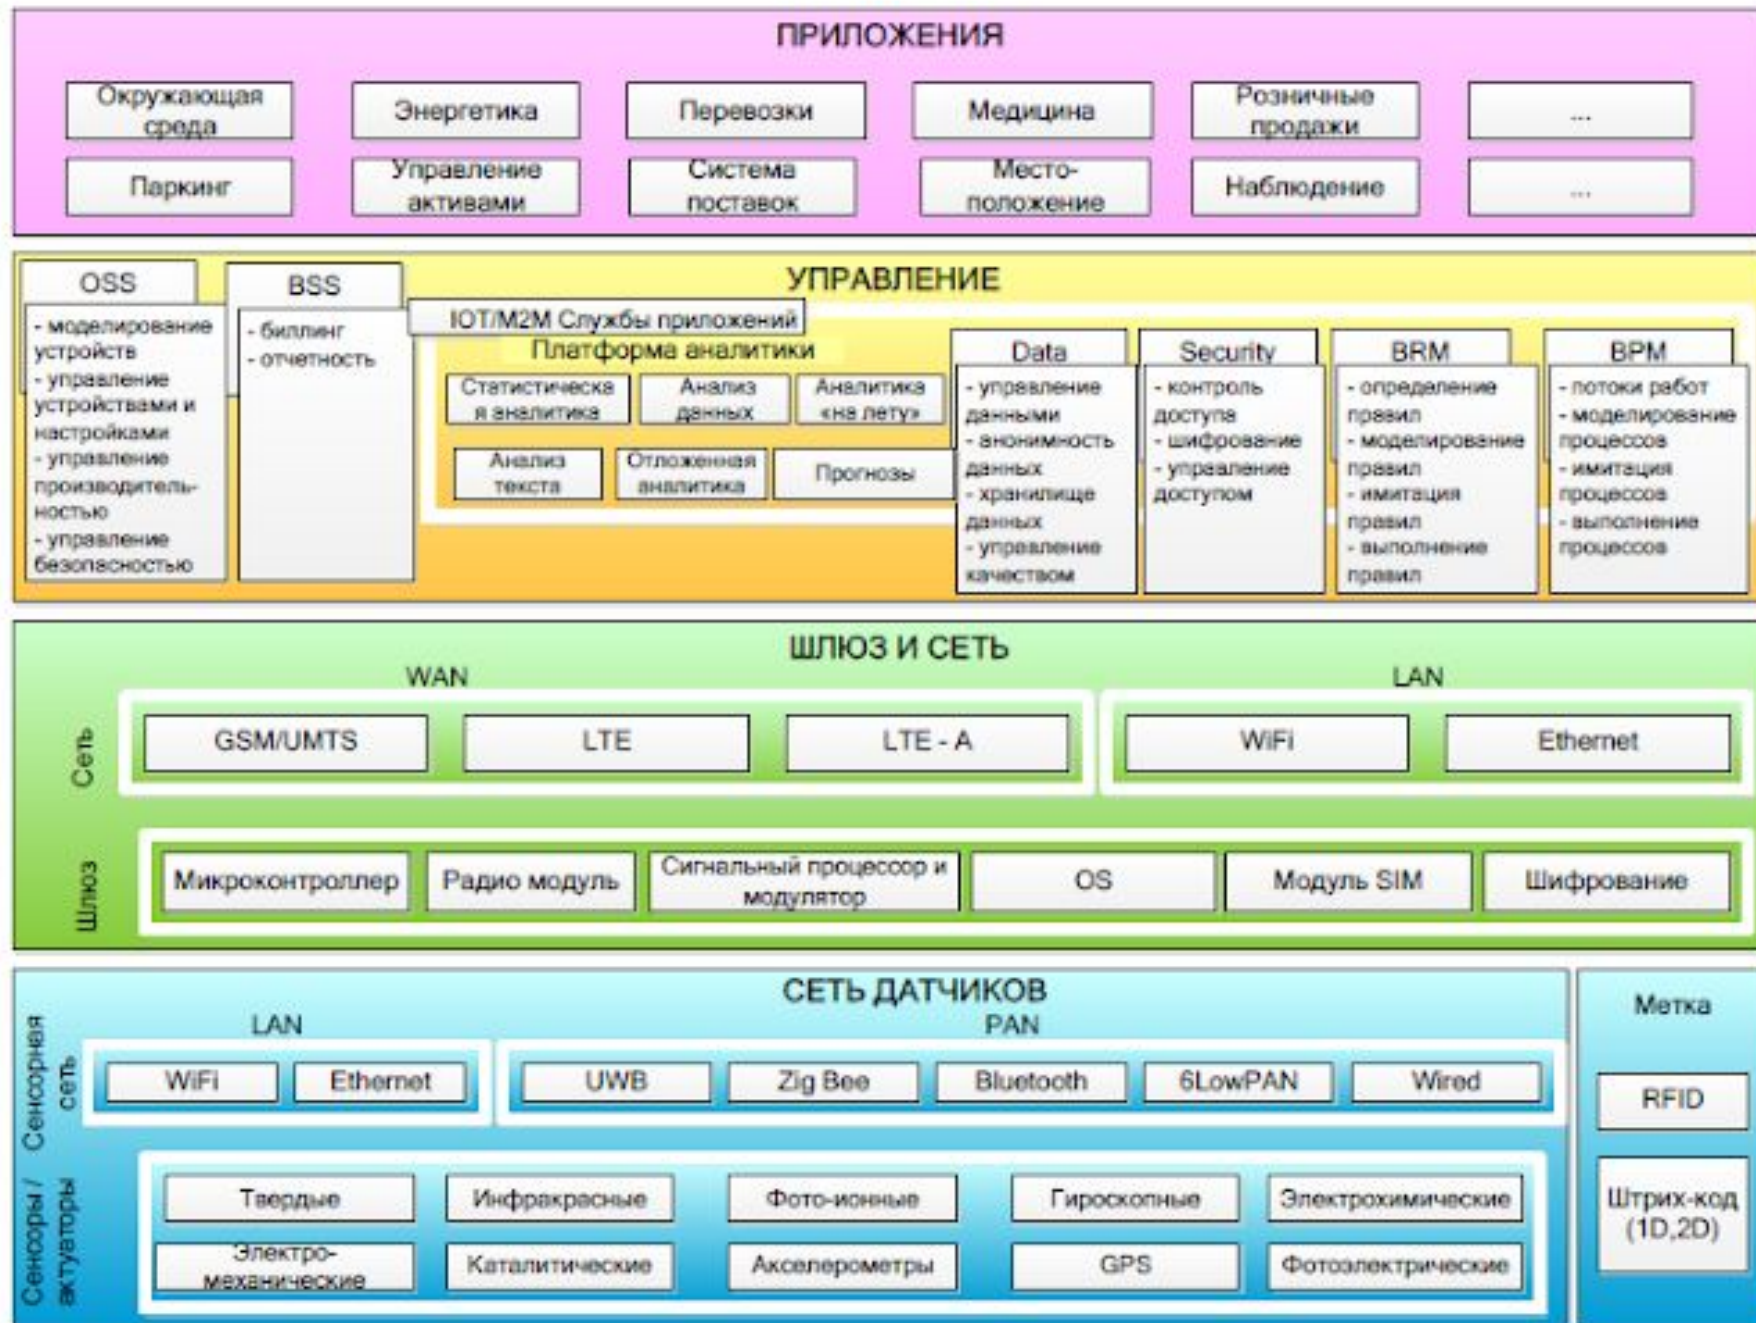 ПРИЛОЖЕНИЯ
Окружающая
среда
Энергетика
Перевозки
Медицина
Розничные
продажи
...
Паркинг
Управление
активами
Система
поставок
Место-
положение
Наблюдение
...
УПРАВЛЕНИЕ
OSS
- моделирование
устройств
- управление
устройствами и
настройками
- управление
производитель-
ностью
- управление
безопасностью
BSS
- биллинг
- отчетность
IOT/M2M Службы приложений
Платформа аналитики
Статистическа
я аналитика
Анализ
данных
Аналитика
«на лету»
Анализ
текста
Отложенная
аналитика
Прогнозы
Data
- управление
данными
- анонимность
данных
- хранилище
данных
- управление
качеством
Security
- контроль
доступа
- шифрование
- управление
доступом
BRM
- определение
правил
- моделирование
правил
- имитация
правил
- выполнение
правил
BPM
- потоки работ
- моделирование
процессов
- имитация
процессов
- выполнение
процессов
ШЛЮЗ И СЕТЬ
WAN
LAN
Сеть
GSM/UMTS
LTE
LTE - A
WiFi
Ethernet
Шлюз
Микроконтроллер
Радио модуль
Сигнальный процессор и
модулятор
OS
Модуль SIM
Шифрование
СЕТЬ ДАТЧИКОВ
LAN
PAN
Сенсорная
сеть
WiFi
Ethernet
UWB
Zig Bee
Bluetooth
6LowPAN
Wired
Сенсоры /
актуаторы
Твердые
Инфракрасные
Фото-ионные
Гироскопные
Электрохимические
Электро-
механические
Каталитические
Акселерометры
GPS
Фотоэлектрические
Метка
RFID
Штрих-код
(1D,2D)